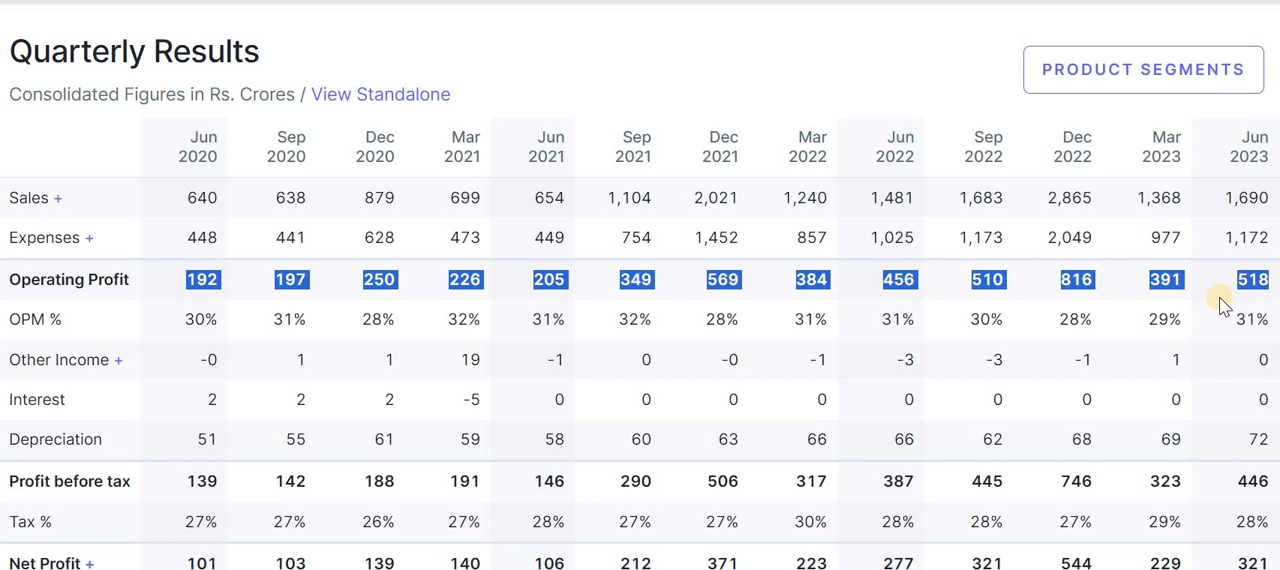 Quarterly Results
PRODUCT SEGMENTS
Consolidated Figures in Rs. Crores / View Standalone
Jun 2020 Sep 2020 Dec 2020 Mar 2021 Jun 2021 Sep 2021 Dec 2021 Mar 2022 Jun 2022 Sep 2022 Dec 2022 Mar 2023 Jun 2023
Sales + 640 638 879 699 654 1,104 2,021 1,240 1,481 1,683 2,865 1,368 1,690
Expenses + 448 441 628 473 449 754 1,452 857 1,025 1,173 2,049 977 1,172
Operating Profit 192 197 250 226 205 349 569 384 456 510 816 391 518
OPM % 30% 31% 28% 32% 31% 32% 28% 31% 31% 30% 28% 29% 31%
Other Income + -0 1 1 19 -1 0 -0 -1 -3 -3 -1 1 0
Interest 2 2 2 -5 0 0 0 0 0 0 0 0 0
Depreciation 51 55 61 59 58 60 63 66 66 62 68 69 72
Profit before tax 139 142 188 191 146 290 506 317 387 445 746 323 446
Tax % 27% 27% 26% 27% 28% 27% 27% 30% 28% 28% 27% 29% 28%
Net Profit + 101 103 139 140 106 212 371 223 277 321 544 229 321